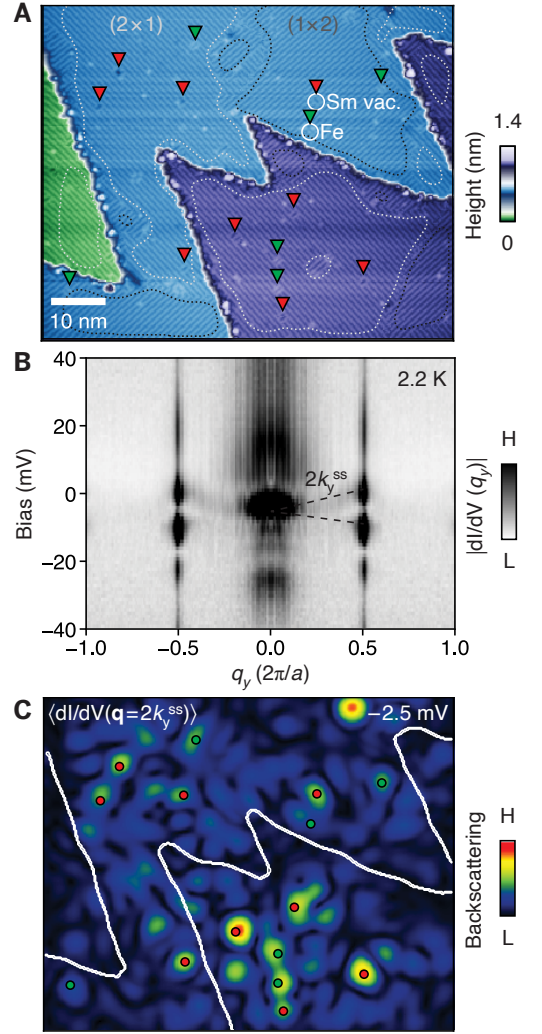 A
(2×1)
(1×2)
Sm vac.
Fe
10 nm
Height (nm)
1.4
0
B
2.2 K
2k_y^ss
Bias (mV)
40
20
0
−20
−40
−1.0 −0.5 0.0 0.5 1.0
q_y (2π/a)
|dI/dV (q_y)|
H
L
C
⟨dI/dV(q=2k_y^ss)⟩
−2.5 mV
Backscattering
H
L